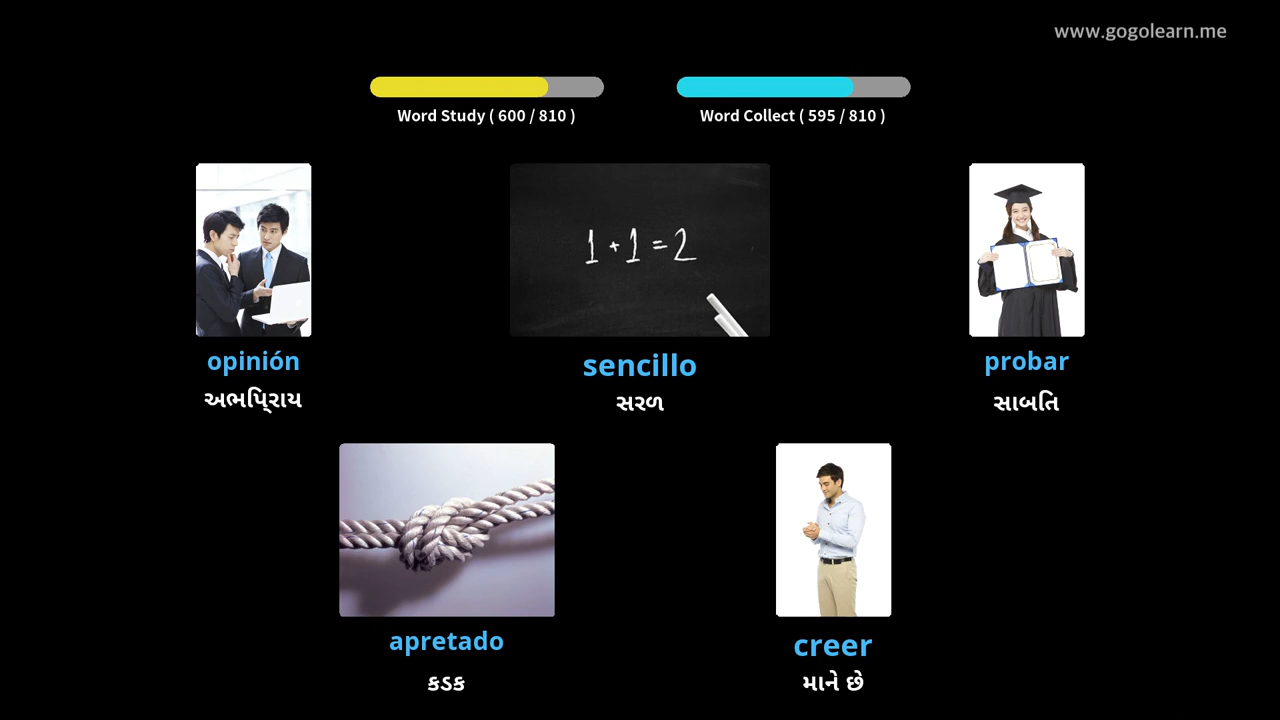 www.gogolearn.me
Word Study ( 600 / 810 )
Word Collect ( 595 / 810 )
1 + 1 = 2
opinión
અભપ્રાિય
sencillo
સરળ
probar
સાબતિ
apretado
કડક
creer
માને છે